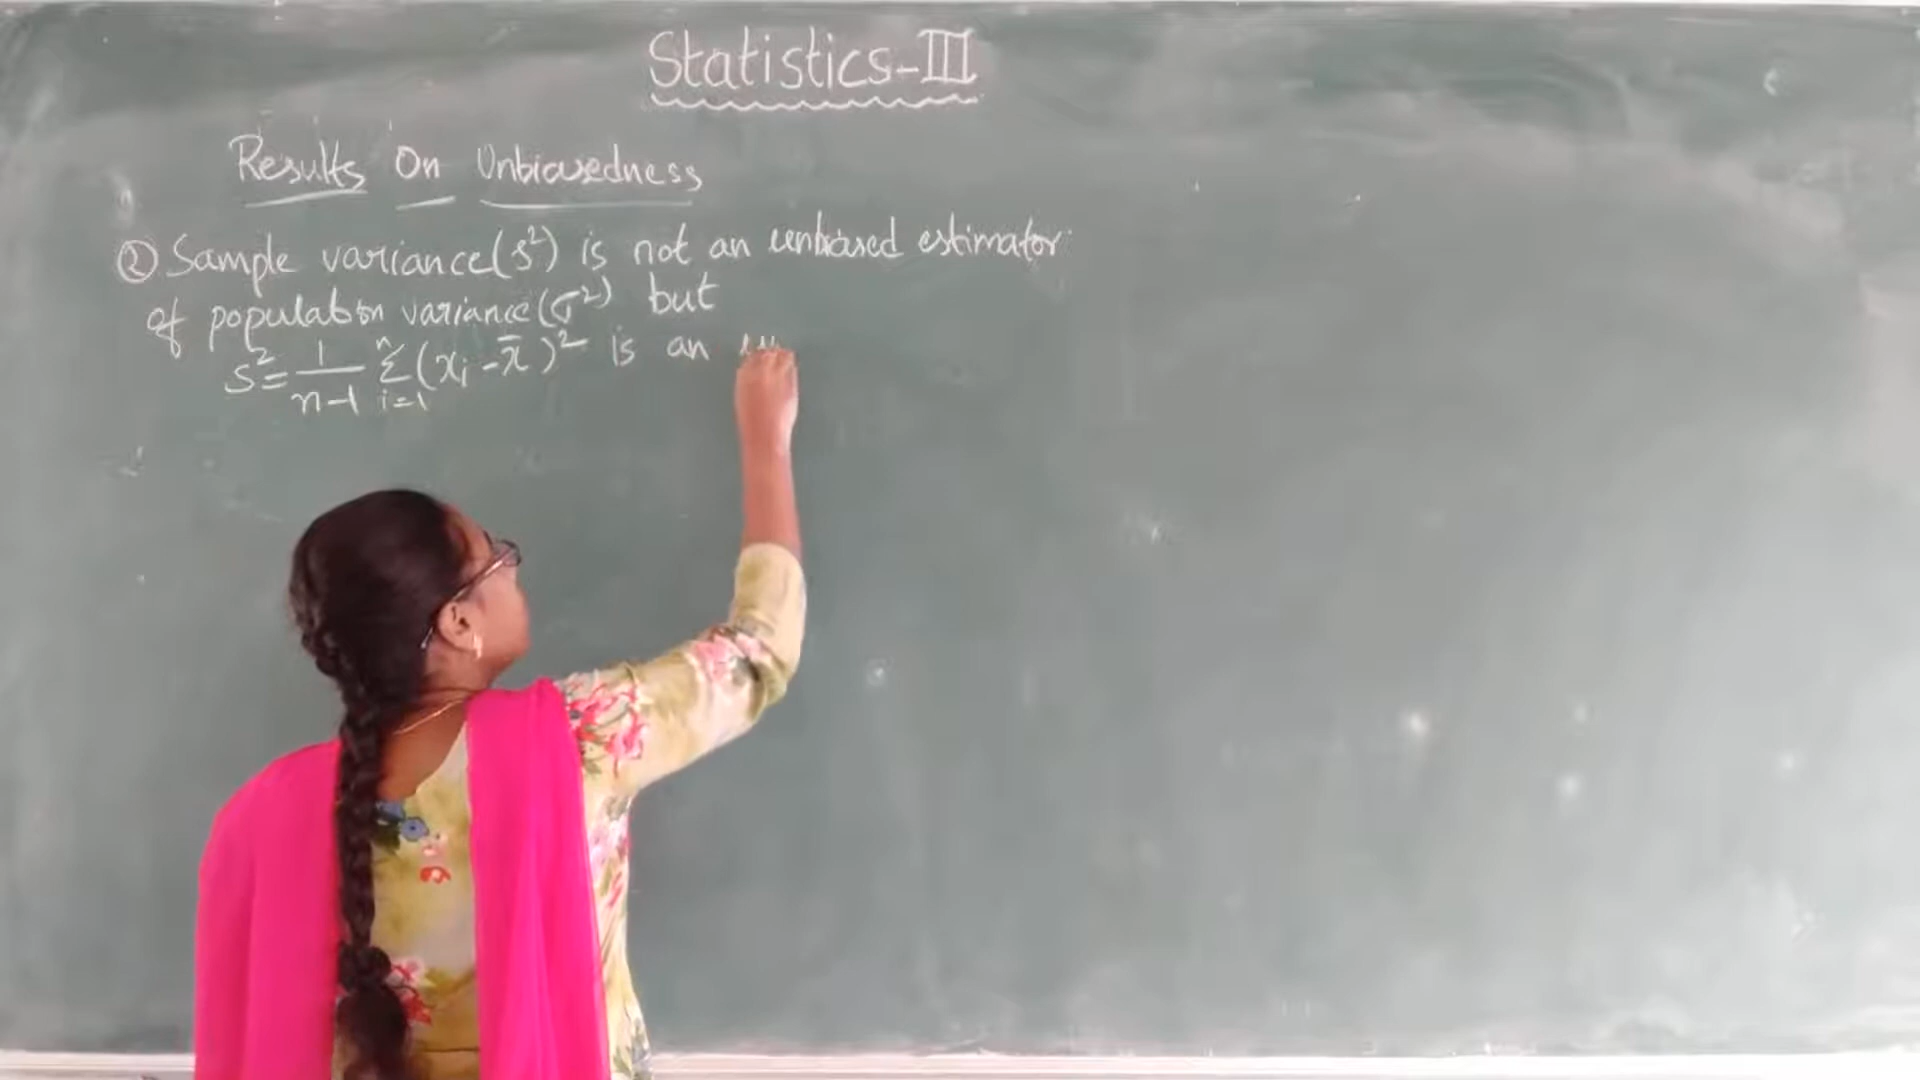 Statistics-III
Results On Unbiasedness
② Sample variance (s²) is not an unbiased estimator
of population variance (σ²) but
S² = 1/(n-1) Σ_{i=1}^{n} (x_i - x̄)² is an